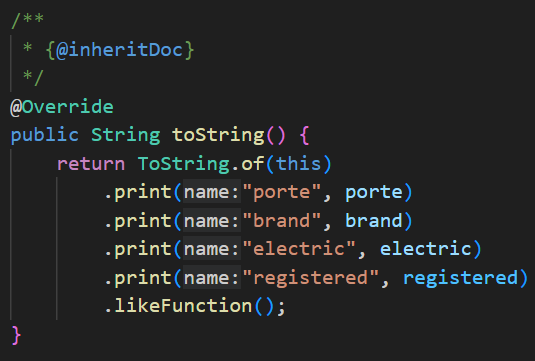 /**
 * {@inheritDoc}
 */
@Override
public String toString() {
    return ToString.of(this)
        .print(name:"porte", porte)
        .print(name:"brand", brand)
        .print(name:"electric", electric)
        .print(name:"registered", registered)
        .likeFunction();
}